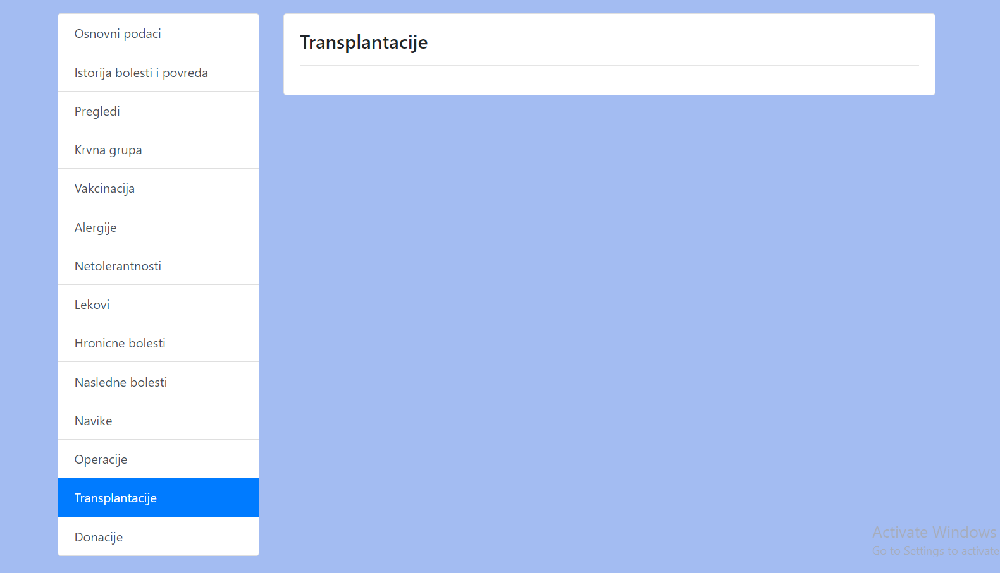 Osnovni podaci
Istorija bolesti i povreda
Pregledi
Krvna grupa
Vakcinacija
Alergije
Netolerantnosti
Lekovi
Hronicne bolesti
Nasledne bolesti
Navike
Operacije
Transplantacije
Donacije
Transplantacije
Activate Windows
Go to Settings to activate